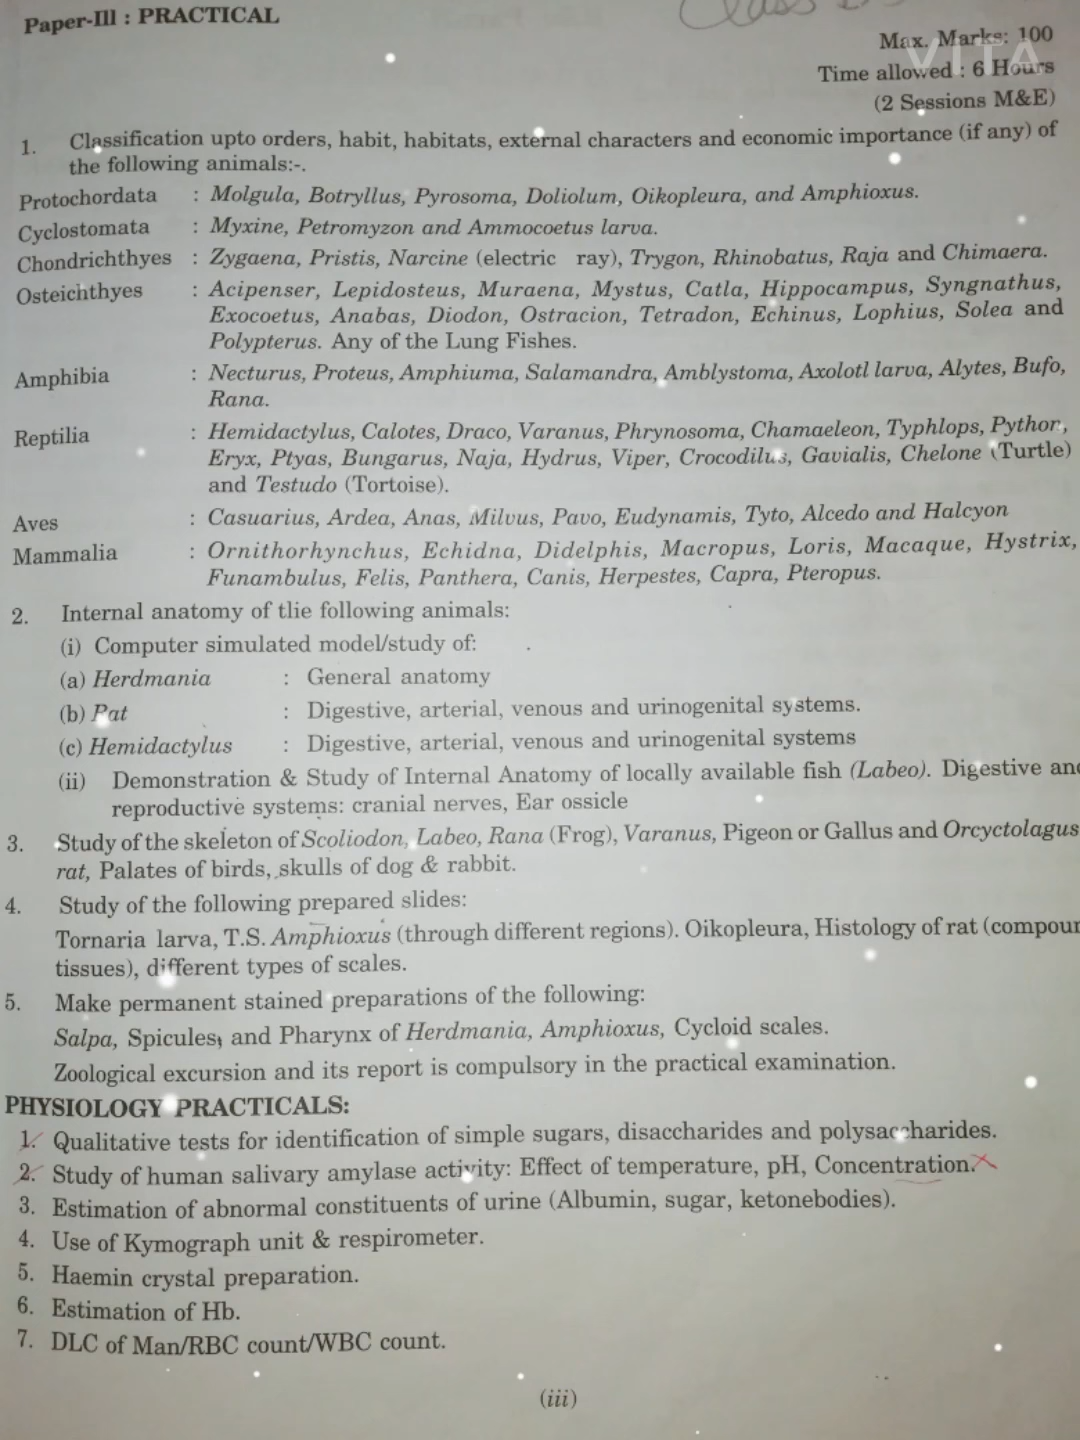 Paper-III : PRACTICAL
Class
VITA
Max. Marks: 100
Time allowed : 6 Hours
(2 Sessions M&E)
1. Classification upto orders, habit, habitats, external characters and economic importance (if any) of
the following animals:-.
Protochordata : Molgula, Botryllus, Pyrosoma, Doliolum, Oikopleura, and Amphioxus.
Cyclostomata : Myxine, Petromyzon and Ammocoetus larva.
Chondrichthyes : Zygaena, Pristis, Narcine (electric ray), Trygon, Rhinobatus, Raja and Chimaera.
Osteichthyes : Acipenser, Lepidosteus, Muraena, Mystus, Catla, Hippocampus, Syngnathus,
Exocoetus, Anabas, Diodon, Ostracion, Tetradon, Echinus, Lophius, Solea and
Polypterus. Any of the Lung Fishes.
Amphibia : Necturus, Proteus, Amphiuma, Salamandra, Amblystoma, Axolotl larva, Alytes, Bufo,
Rana.
Reptilia : Hemidactylus, Calotes, Draco, Varanus, Phrynosoma, Chamaeleon, Typhlops, Python,
Eryx, Ptyas, Bungarus, Naja, Hydrus, Viper, Crocodilus, Gavialis, Chelone (Turtle)
and Testudo (Tortoise).
Aves : Casuarius, Ardea, Anas, Milvus, Pavo, Eudynamis, Tyto, Alcedo and Halcyon
Mammalia : Ornithorhynchus, Echidna, Didelphis, Macropus, Loris, Macaque, Hystrix,
Funambulus, Felis, Panthera, Canis, Herpestes, Capra, Pteropus.
2. Internal anatomy of tlie following animals:
(i) Computer simulated model/study of:
(a) Herdmania : General anatomy
(b) Pat : Digestive, arterial, venous and urinogenital systems.
(c) Hemidactylus : Digestive, arterial, venous and urinogenital systems
(ii) Demonstration & Study of Internal Anatomy of locally available fish (Labeo). Digestive and
reproductive systems: cranial nerves, Ear ossicle
3. Study of the skeleton of Scoliodon, Labeo, Rana (Frog), Varanus, Pigeon or Gallus and Orcyctolagus
rat, Palates of birds, skulls of dog & rabbit.
4. Study of the following prepared slides:
Tornaria larva, T.S. Amphioxus (through different regions). Oikopleura, Histology of rat (compoun
tissues), different types of scales.
5. Make permanent stained preparations of the following:
Salpa, Spicules, and Pharynx of Herdmania, Amphioxus, Cycloid scales.
Zoological excursion and its report is compulsory in the practical examination.
PHYSIOLOGY PRACTICALS:
1. Qualitative tests for identification of simple sugars, disaccharides and polysaccharides.
2. Study of human salivary amylase activity: Effect of temperature, pH, Concentration.
3. Estimation of abnormal constituents of urine (Albumin, sugar, ketonebodies).
4. Use of Kymograph unit & respirometer.
5. Haemin crystal preparation.
6. Estimation of Hb.
7. DLC of Man/RBC count/WBC count.
(iii)